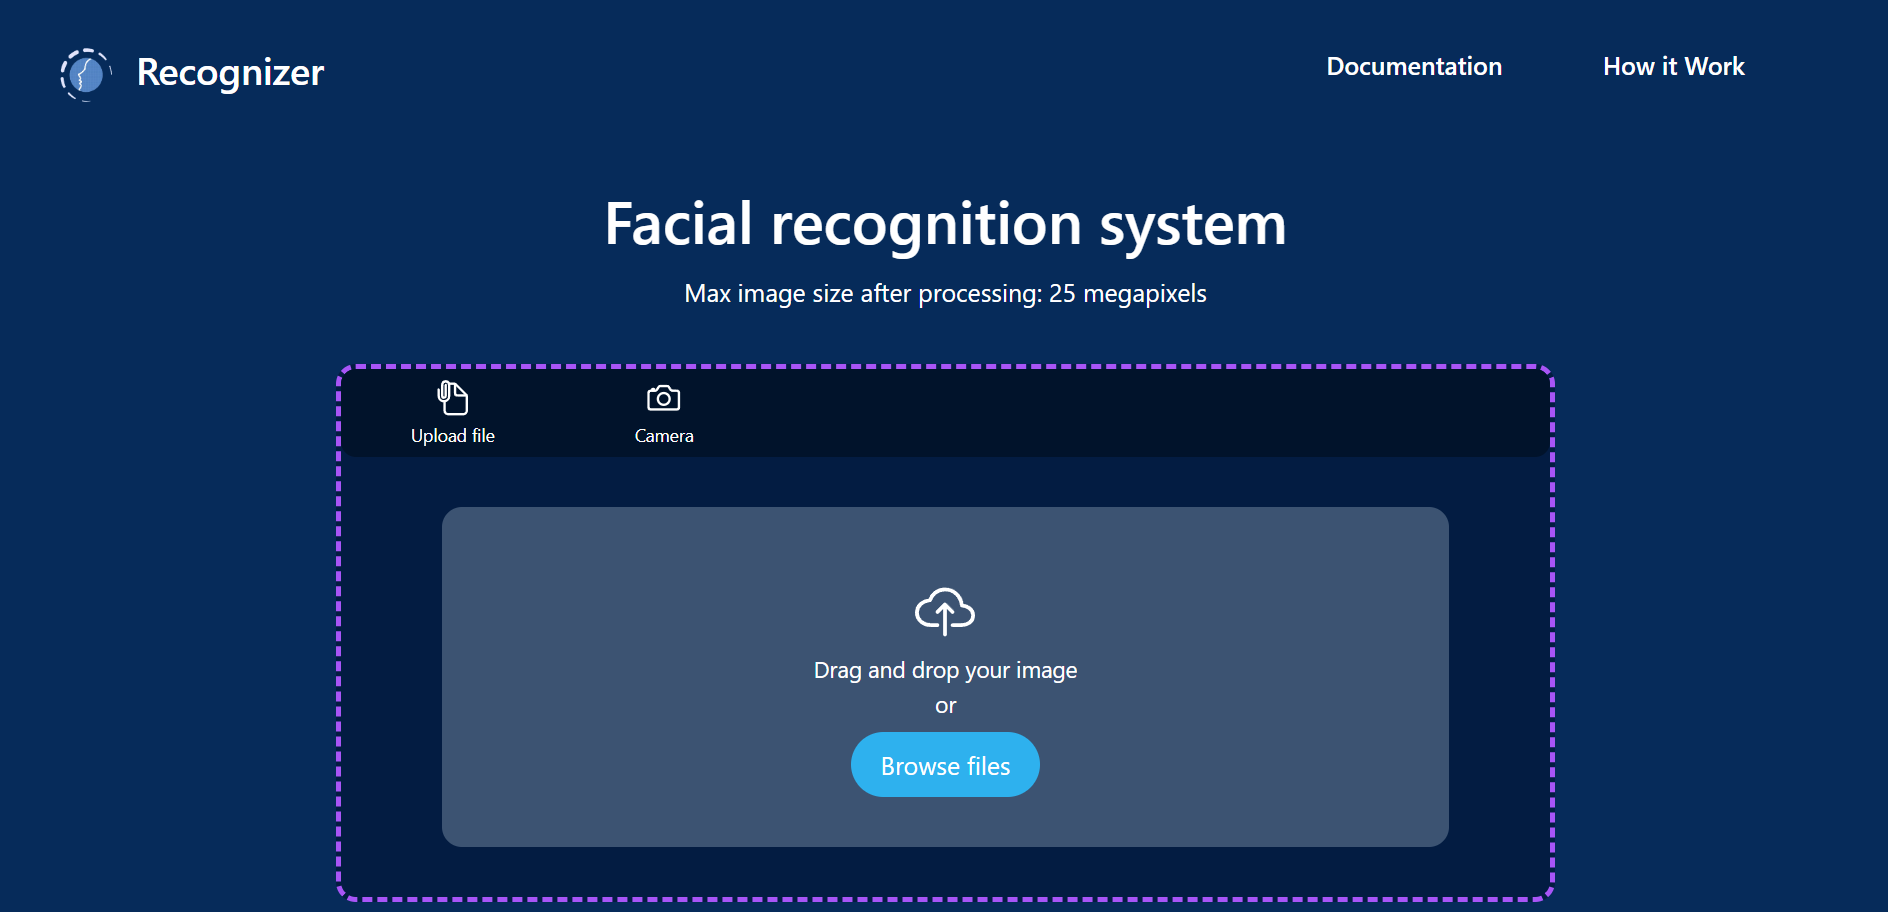 Recognizer
Documentation
How it Work
Facial recognition system
Max image size after processing: 25 megapixels
Upload file
Camera
Drag and drop your image
or
Browse files